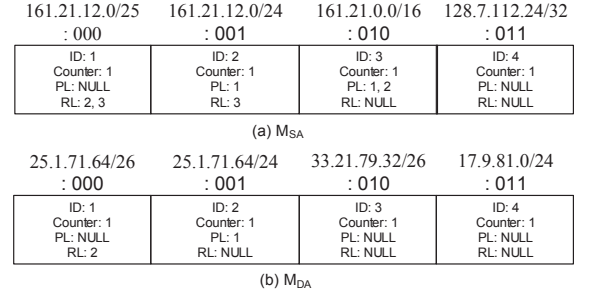 161.21.12.0/25 161.21.12.0/24 161.21.0.0/16 128.7.112.24/32
: 000 : 001 : 010 : 011
ID: 1 ID: 2 ID: 3 ID: 4
Counter: 1 Counter: 1 Counter: 1 Counter: 1
PL: NULL PL: 1 PL: 1, 2 PL: NULL
RL: 2, 3 RL: 3 RL: NULL RL: NULL
(a) MSA
25.1.71.64/26 25.1.71.64/24 33.21.79.32/26 17.9.81.0/24
: 000 : 001 : 010 : 011
ID: 1 ID: 2 ID: 3 ID: 4
Counter: 1 Counter: 1 Counter: 1 Counter: 1
PL: NULL PL: 1 PL: NULL PL: NULL
RL: 2 RL: NULL RL: NULL RL: NULL
(b) MDA